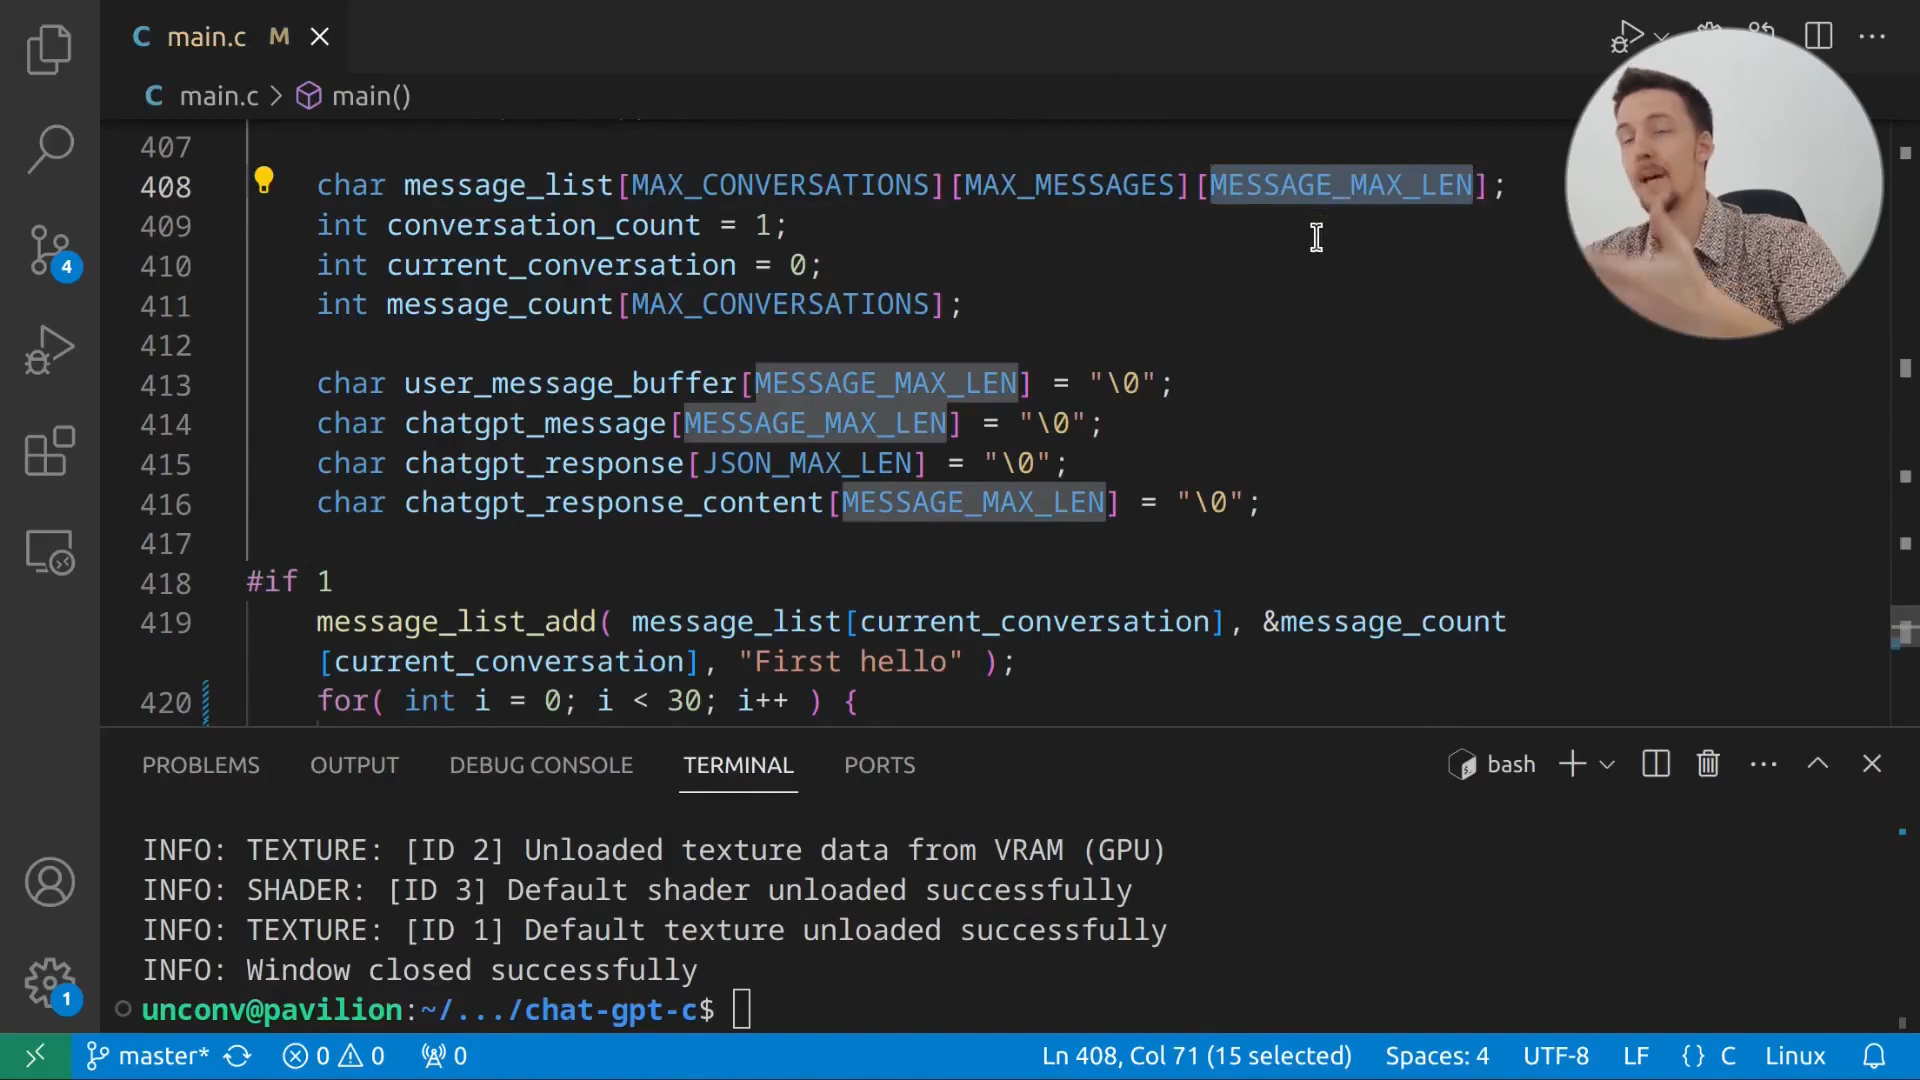 C main.c M
C main.c > main()
407
408 char message_list[MAX_CONVERSATIONS][MAX_MESSAGES][MESSAGE_MAX_LEN];
409 int conversation_count = 1;
410 int current_conversation = 0;
411 int message_count[MAX_CONVERSATIONS];
412
413 char user_message_buffer[MESSAGE_MAX_LEN] = "\0";
414 char chatgpt_message[MESSAGE_MAX_LEN] = "\0";
415 char chatgpt_response[JSON_MAX_LEN] = "\0";
416 char chatgpt_response_content[MESSAGE_MAX_LEN] = "\0";
417
418 #if 1
419 message_list_add( message_list[current_conversation], &message_count
[current_conversation], "First hello" );
420 for( int i = 0; i < 30; i++ ) {
4
1
PROBLEMS OUTPUT DEBUG CONSOLE TERMINAL PORTS bash
INFO: TEXTURE: [ID 2] Unloaded texture data from VRAM (GPU)
INFO: SHADER: [ID 3] Default shader unloaded successfully
INFO: TEXTURE: [ID 1] Default texture unloaded successfully
INFO: Window closed successfully
unconv@pavilion:~/.../chat-gpt-c$
master* 0 0 0 Ln 408, Col 71 (15 selected) Spaces: 4 UTF-8 LF {} C Linux